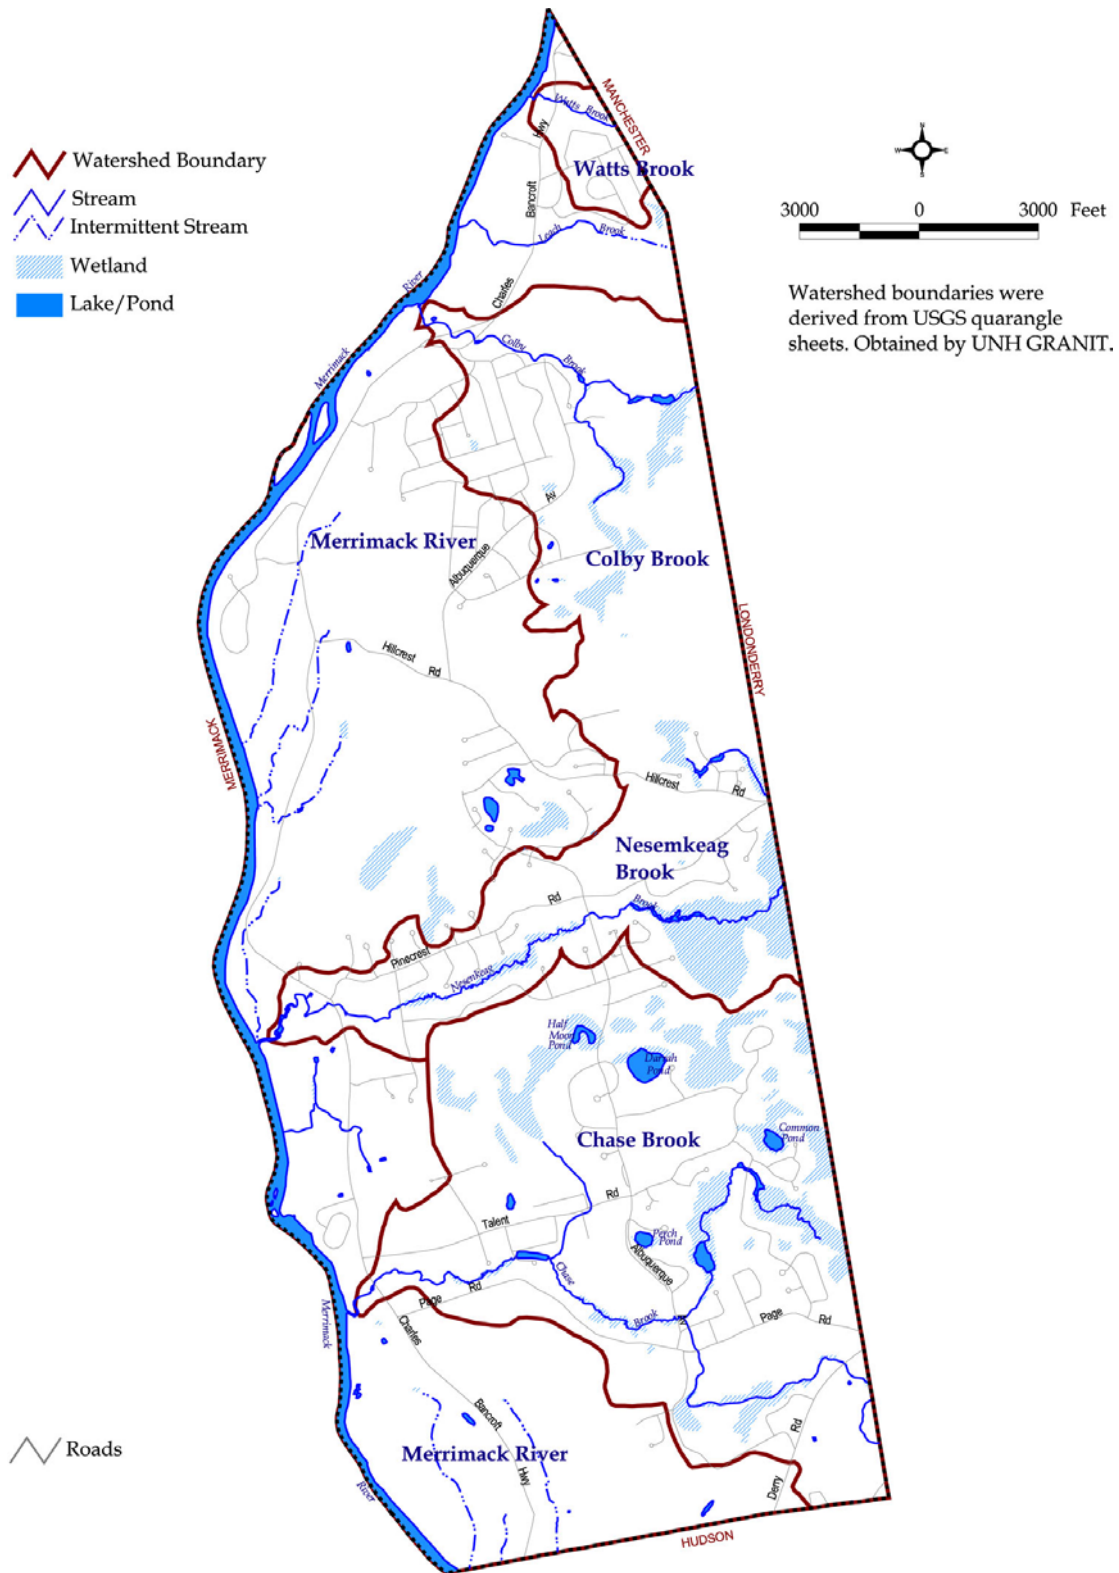 MANCHESTER
Watts Brook
Hwy
Watts Brook
Bancroft
Leach Brook
River
Charles
Merrimack
Colby Brook
Watershed Boundary
Stream
Intermittent Stream
Wetland
Lake/Pond
N
W E
S
3000 0 3000 Feet
Watershed boundaries were
derived from USGS quarangle
sheets. Obtained by UNH GRANIT.
Av
Merrimack River
Albuquerque
Colby Brook
LONDONDERRY
Hillcrest Rd
MERRIMACK
Hillcrest Rd
Nesemkeag
Brook
Rd
Brook
Pinecrest
Nesenkeag
Half
Moon
Pond
Darrah
Pond
Common
Pond
Chase Brook
Rd
Talent
Perch
Pond
Albuquerque
Chase
Rd
Page
Brook
Av
Page
Rd
Merrimack
Charles
Bancroft
Rd
Roads
Merrimack River
Hwy
Derry
River
HUDSON